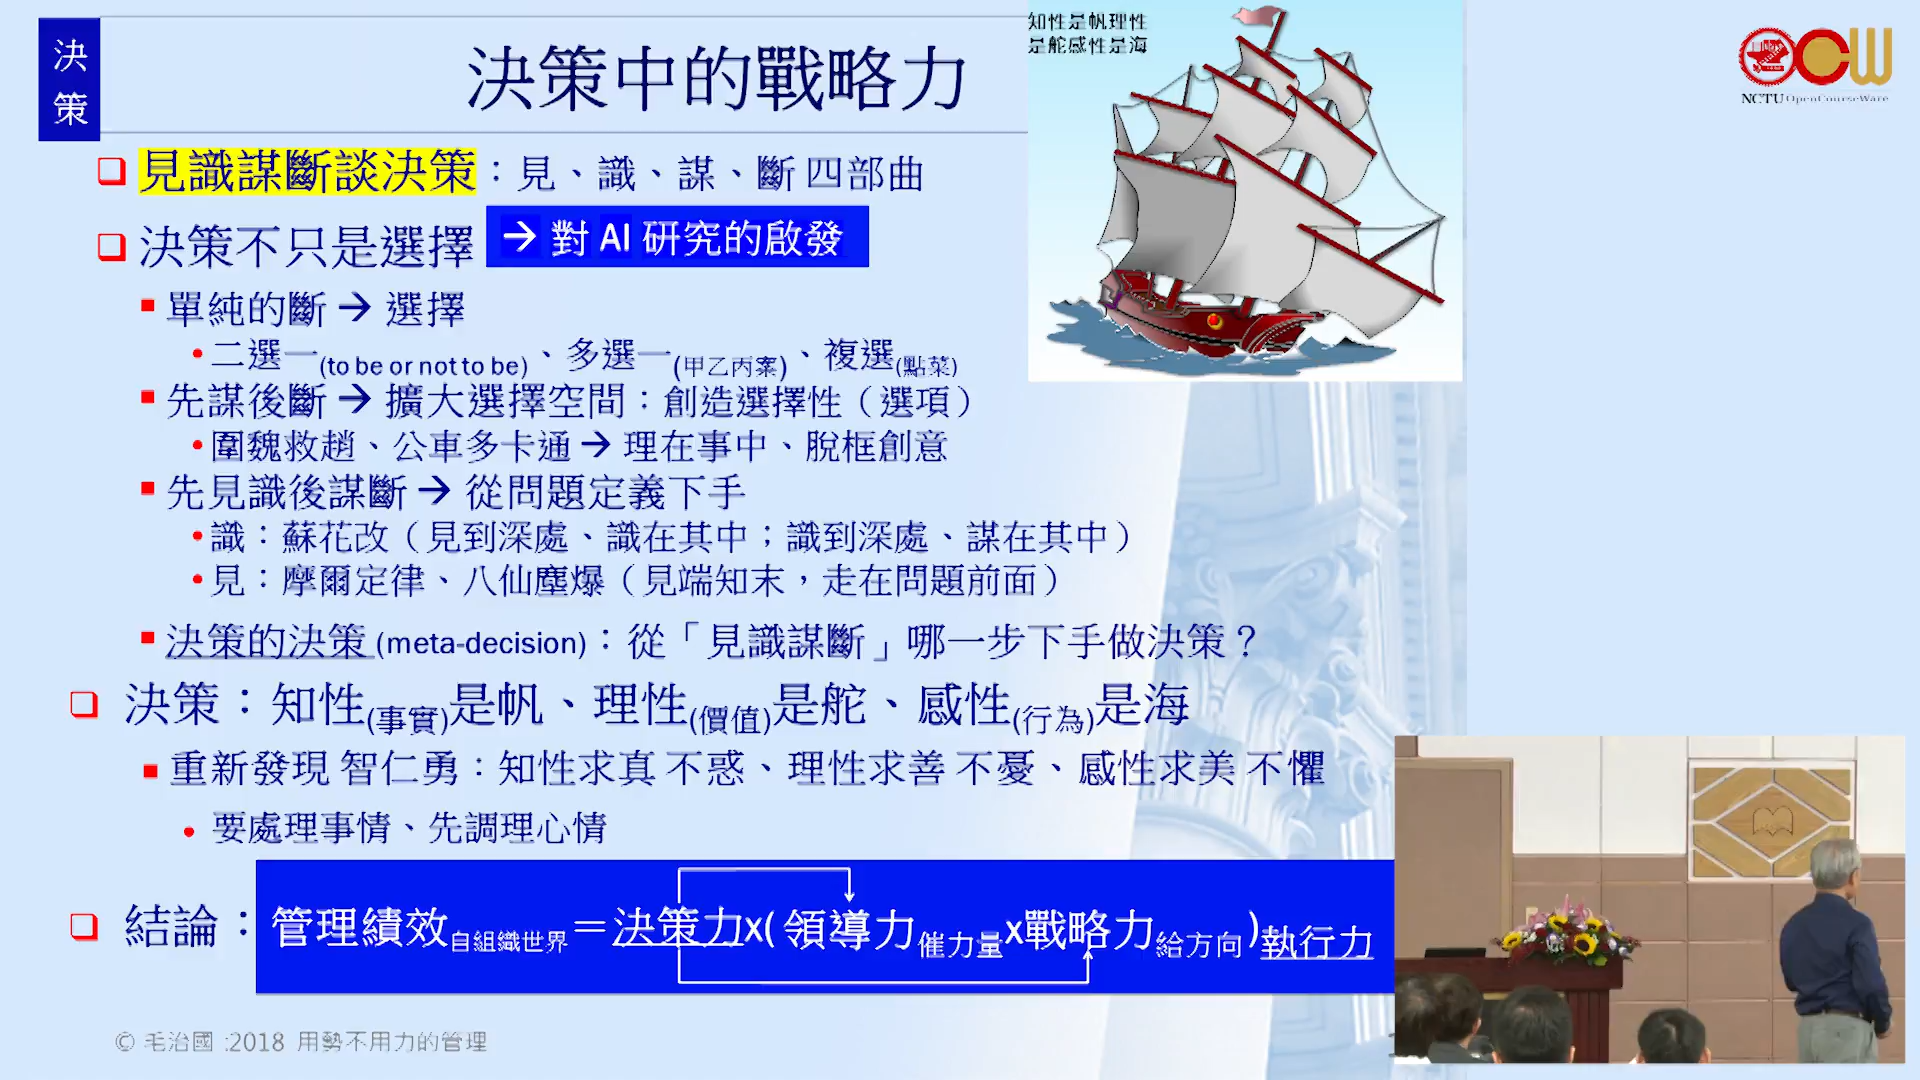 決策
決策中的戰略力
知性是帆理性
是舵感性是海
OCW
NCTU OpenCourseWare
見識謀斷談決策：見、識、謀、斷 四部曲
決策不只是選擇 → 對 AI 研究的啟發
單純的斷 → 選擇
二選一(to be or not to be)、多選一(甲乙丙案)、複選(點菜)
先謀後斷 → 擴大選擇空間：創造選擇性（選項）
圍魏救趙、公車多卡通 → 理在事中、脫框創意
先見識後謀斷 → 從問題定義下手
識：蘇花改（見到深處、識在其中；識到深處、謀在其中）
見：摩爾定律、八仙塵爆（見端知末，走在問題前面）
決策的決策 (meta-decision)：從「見識謀斷」哪一步下手做決策？
決策：知性(事實)是帆、理性(價值)是舵、感性(行為)是海
重新發現 智仁勇：知性求真 不惑、理性求善 不憂、感性求美 不懼
要處理事情、先調理心情
結論：管理績效自組織世界＝決策力x( 領導力催力量x戰略力給方向 )執行力
© 毛治國 :2018 用勢不用力的管理